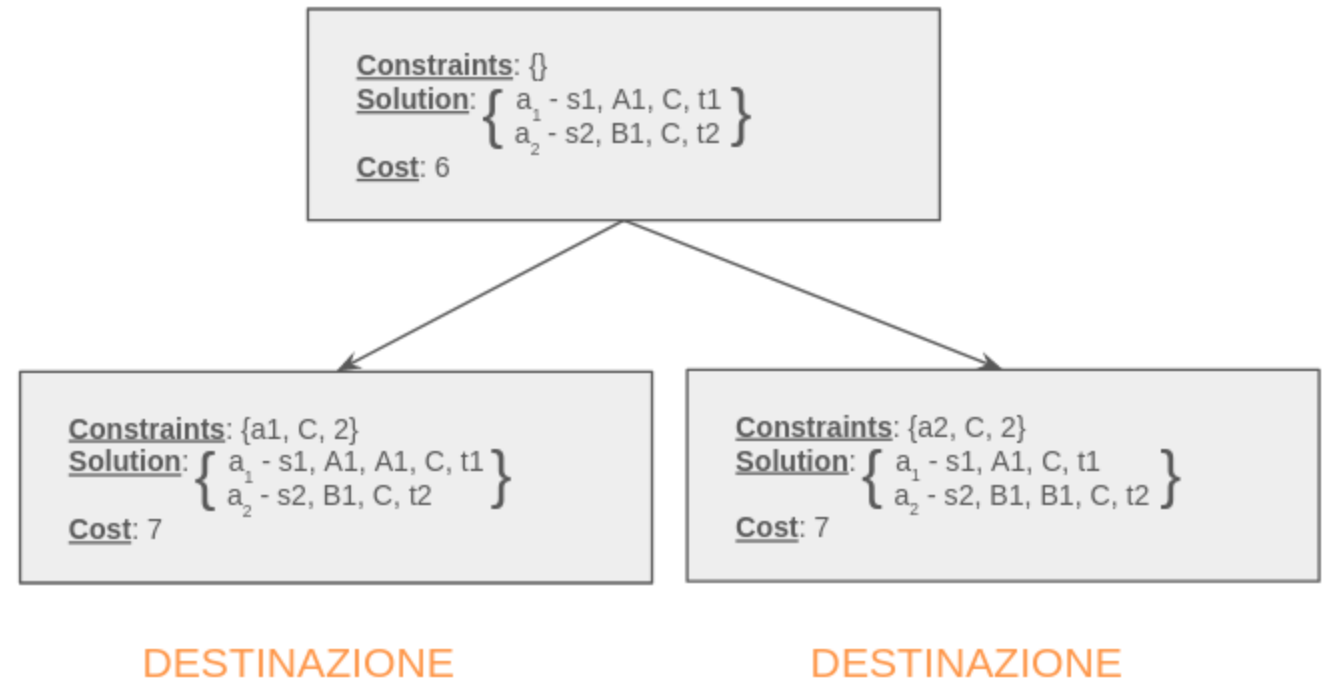 Constraints: {}
Solution: { a1 - s1, A1, C, t1 }
a2 - s2, B1, C, t2
Cost: 6
Constraints: {a1, C, 2}
Solution: { a1 - s1, A1, A1, C, t1 }
a2 - s2, B1, C, t2
Cost: 7
Constraints: {a2, C, 2}
Solution: { a1 - s1, A1, C, t1 }
a2 - s2, B1, B1, C, t2
Cost: 7
DESTINAZIONE
DESTINAZIONE